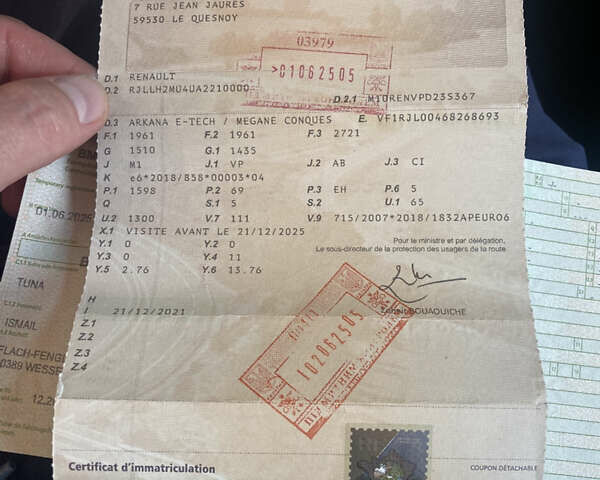 7 RUE JEAN JAURES
59530 LE QUESNOY
03979
>C1062505
D.1 RENAULT
D.2 RJLLH2MU4UA2210000
D.2.1 M10RENVPD23S367
D.3 ARKANA E-TECH / MEGANE CONQUES E. VF1RJL00468268693
F.1 1961 F.2 1961 F.3 2721
G 1510 G.1 1435
J M1 J.1 VP J.2 AB J.3 CI
K e6*2018/858*00003*04
P.1 1598 P.2 69 P.3 EH P.6 5
Q S.1 5 S.2 U.1 65
U.2 1300 V.7 111 V.9 715/2007*2018/1832APEURO6
X.1 VISITE AVANT LE 21/12/2025
Y.1 0 Y.2 0
Y.3 0 Y.4 11
Y.5 2.76 Y.6 13.76
Pour le ministre et par délégation,
Le sous-directeur de la protection des usagers de la route
H
I 21/12/2021
Z.1
Z.2
Z.3
Z.4
102062505
Certificat d'immatriculation
COUPON DÉTACHABLE
BM
01.06
TUNA
ISMAIL
FLACH-FENG
0389 WESSE